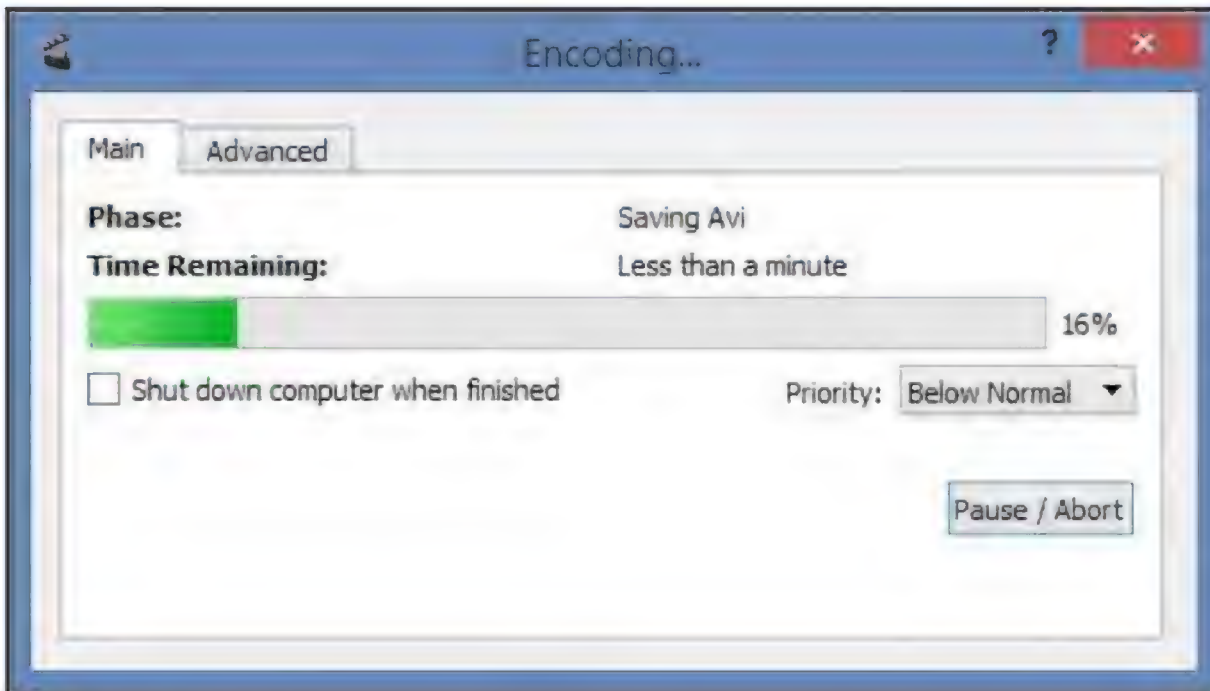 Encoding...
?
Main
Advanced
Phase:
Saving Avi
Time Remaining:
Less than a minute
16%
Shut down computer when finished
Priority: Below Normal
Pause / Abort